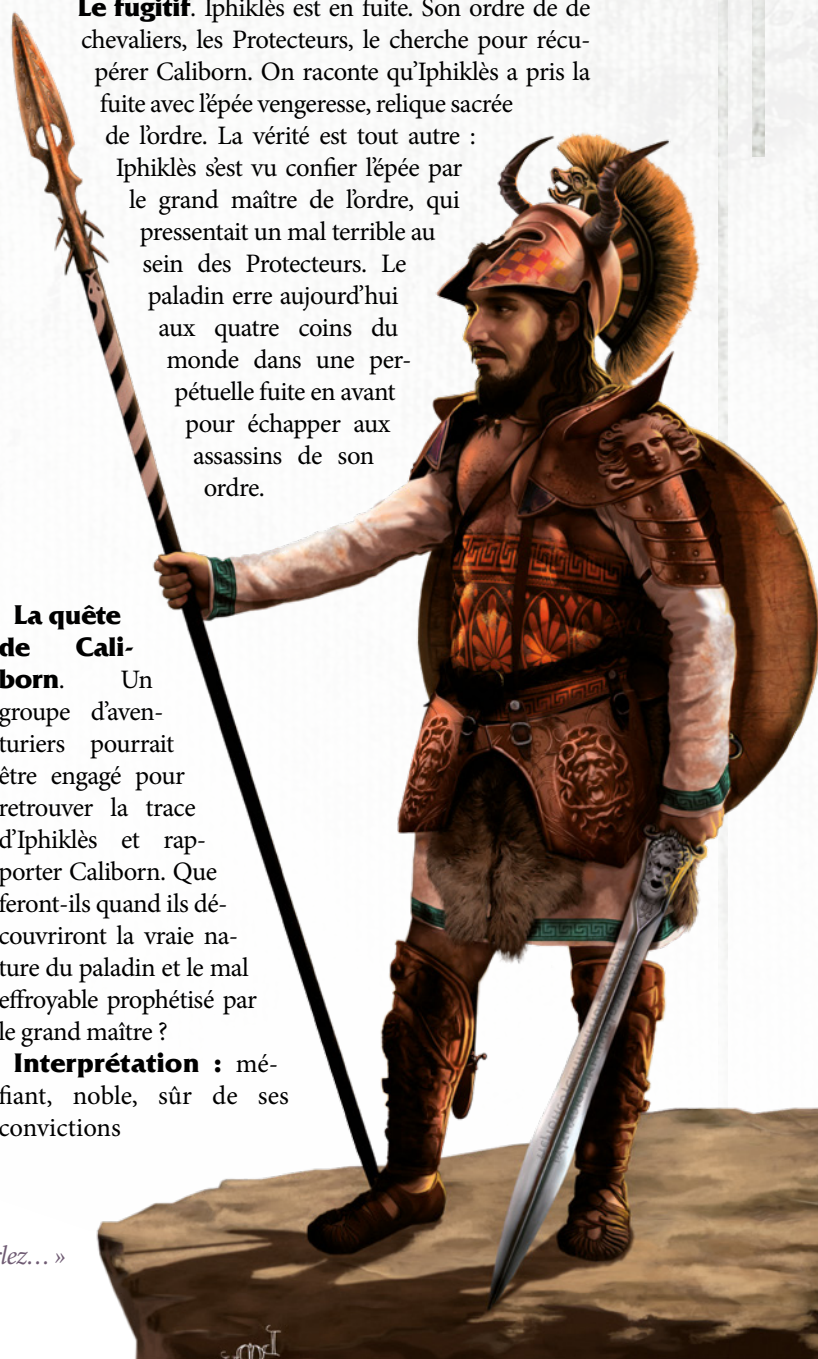 Le fugitif. Iphiklès est en fuite. Son ordre de de
chevaliers, les Protecteurs, le cherche pour récu-
pérer Caliborn. On raconte qu'Iphiklès a pris la
fuite avec l'épée vengeresse, relique sacrée
de l'ordre. La vérité est tout autre :
Iphiklès s'est vu confier l'épée par
le grand maître de l'ordre, qui
pressentait un mal terrible au
sein des Protecteurs. Le
paladin erre aujourd'hui
aux quatre coins du
monde dans une per-
pétuelle fuite en avant
pour échapper aux
assassins de son
ordre.
La quête
de Cali-
born. Un
groupe d'aven-
turiers pourrait
être engagé pour
retrouver la trace
d'Iphiklès et rap-
porter Caliborn. Que
feront-ils quand ils dé-
couvriront la vraie na-
ture du paladin et le mal
effroyable prophétisé par
le grand maître ?
Interprétation : mé-
fiant, noble, sûr de ses
convictions
lez… »